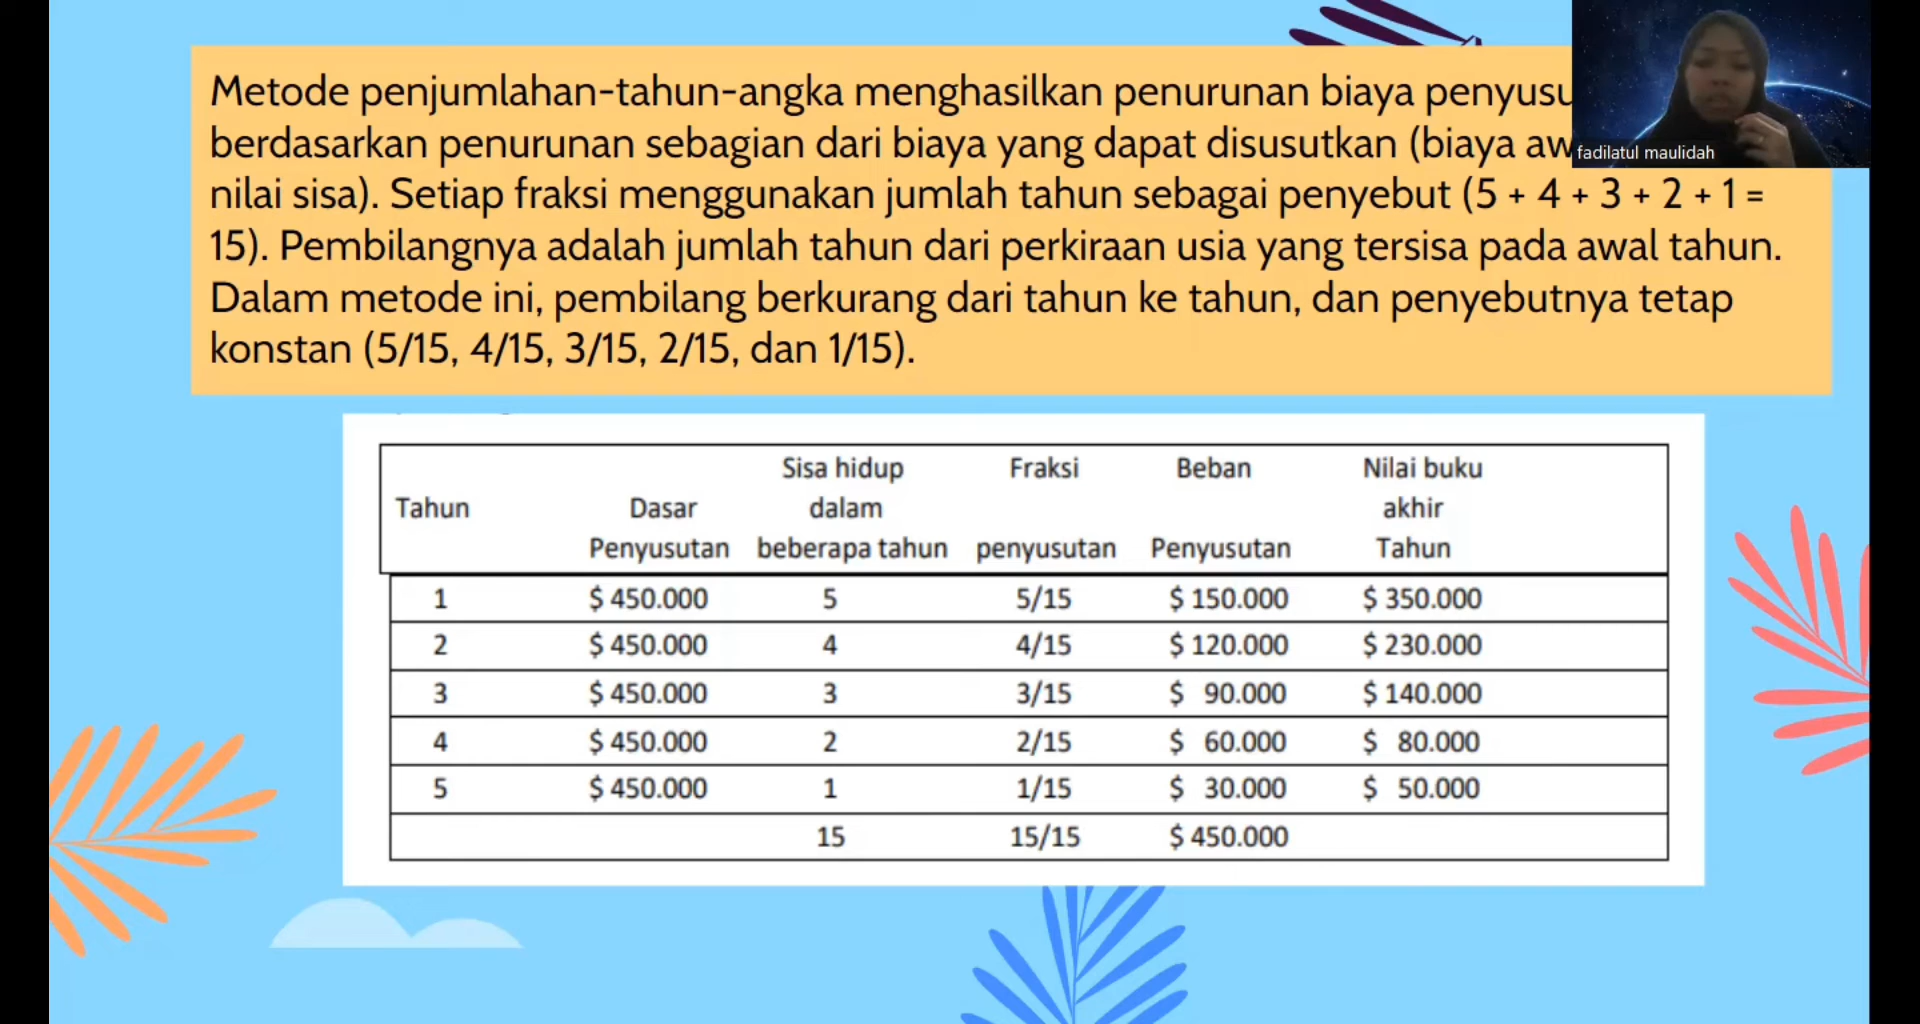 Metode penjumlahan-tahun-angka menghasilkan penurunan biaya
berdasarkan penurunan sebagian dari biaya yang dapat disusutkan (biaya
nilai sisa). Setiap fraksi menggunakan jumlah tahun sebagai penyebut (5 + 4 + 3 + 2 + 1 =
15). Pembilangnya adalah jumlah tahun dari perkiraan usia yang tersisa pada awal tahun.
Dalam metode ini, pembilang berkurang dari tahun ke tahun, dan penyebutnya tetap
konstan (5/15, 4/15, 3/15, 2/15, dan 1/15).
fadilatul maulidah
Sisa hidup Fraksi Beban Nilai buku
Tahun Dasar dalam akhir
Penyusutan beberapa tahun penyusutan Penyusutan Tahun
1 $ 450.000 5 5/15 $ 150.000 $ 350.000
2 $ 450.000 4 4/15 $ 120.000 $ 230.000
3 $ 450.000 3 3/15 $ 90.000 $ 140.000
4 $ 450.000 2 2/15 $ 60.000 $ 80.000
5 $ 450.000 1 1/15 $ 30.000 $ 50.000
15 15/15 $ 450.000